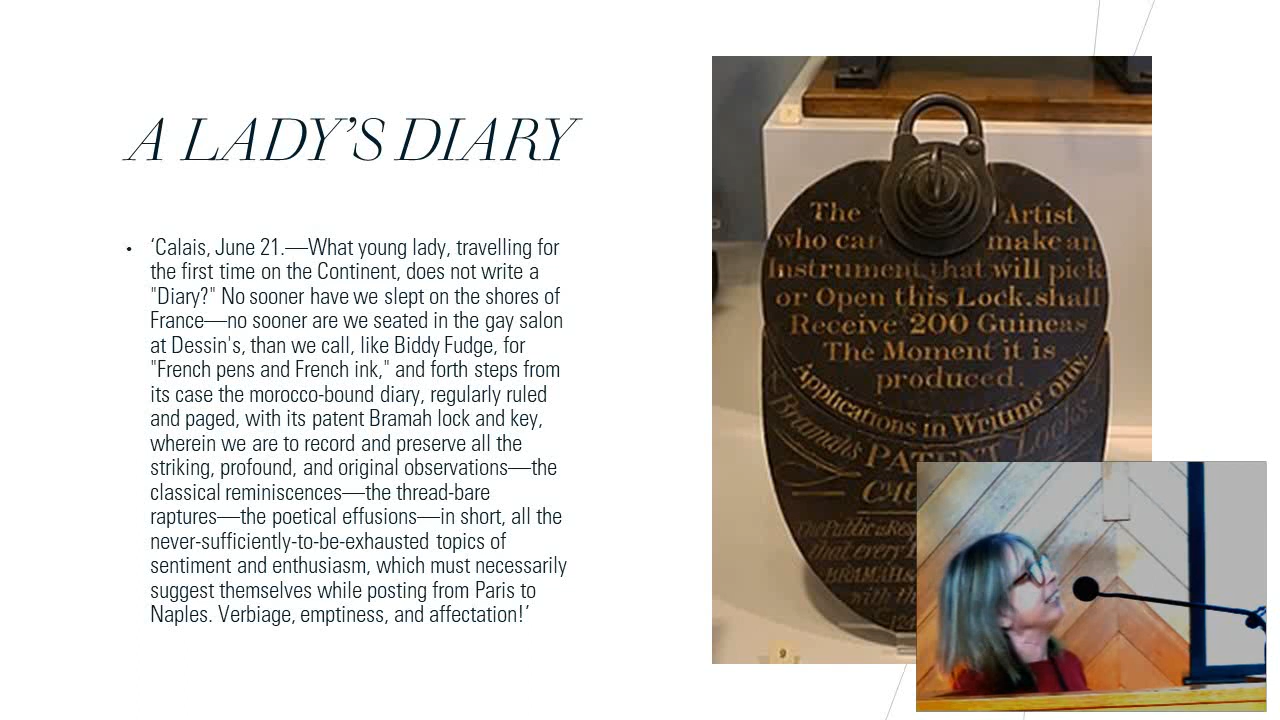 A LADY’S DIARY
• ‘Calais, June 21.—What young lady, travelling for
the first time on the Continent, does not write a
"Diary?" No sooner have we slept on the shores of
France—no sooner are we seated in the gay salon
at Dessin's, than we call, like Biddy Fudge, for
"French pens and French ink," and forth steps from
its case the morocco-bound diary, regularly ruled
and paged, with its patent Bramah lock and key,
wherein we are to record and preserve all the
striking, profound, and original observations—the
classical reminiscences—the thread-bare
raptures—the poetical effusions—in short, all the
never-sufficiently-to-be-exhausted topics of
sentiment and enthusiasm, which must necessarily
suggest themselves while posting from Paris to
Naples. Verbiage, emptiness, and affectation!’
The Artist
who can make an
Instrument that will pick
or Open this Lock. shall
Receive 200 Guineas
The Moment it is
produced.
Applications in Writing only.
Bramah's PATENT Locks
that every
BRAMAH &
with th
9